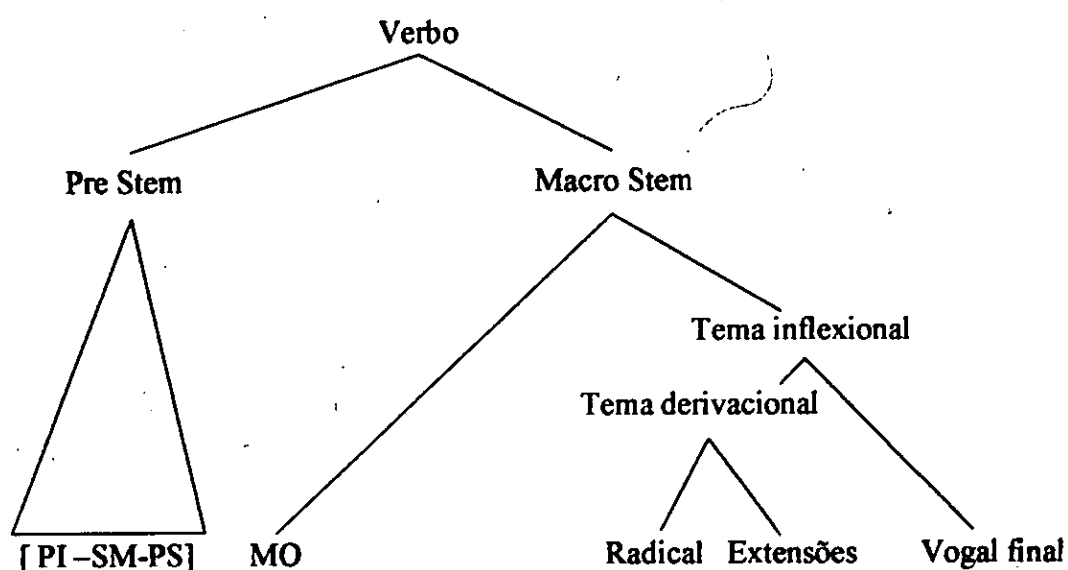 Verbo
Pre Stem Macro Stem
Tema inflexional
Tema derivacional
[ PI –SM-PS] MO Radical Extensões Vogal final